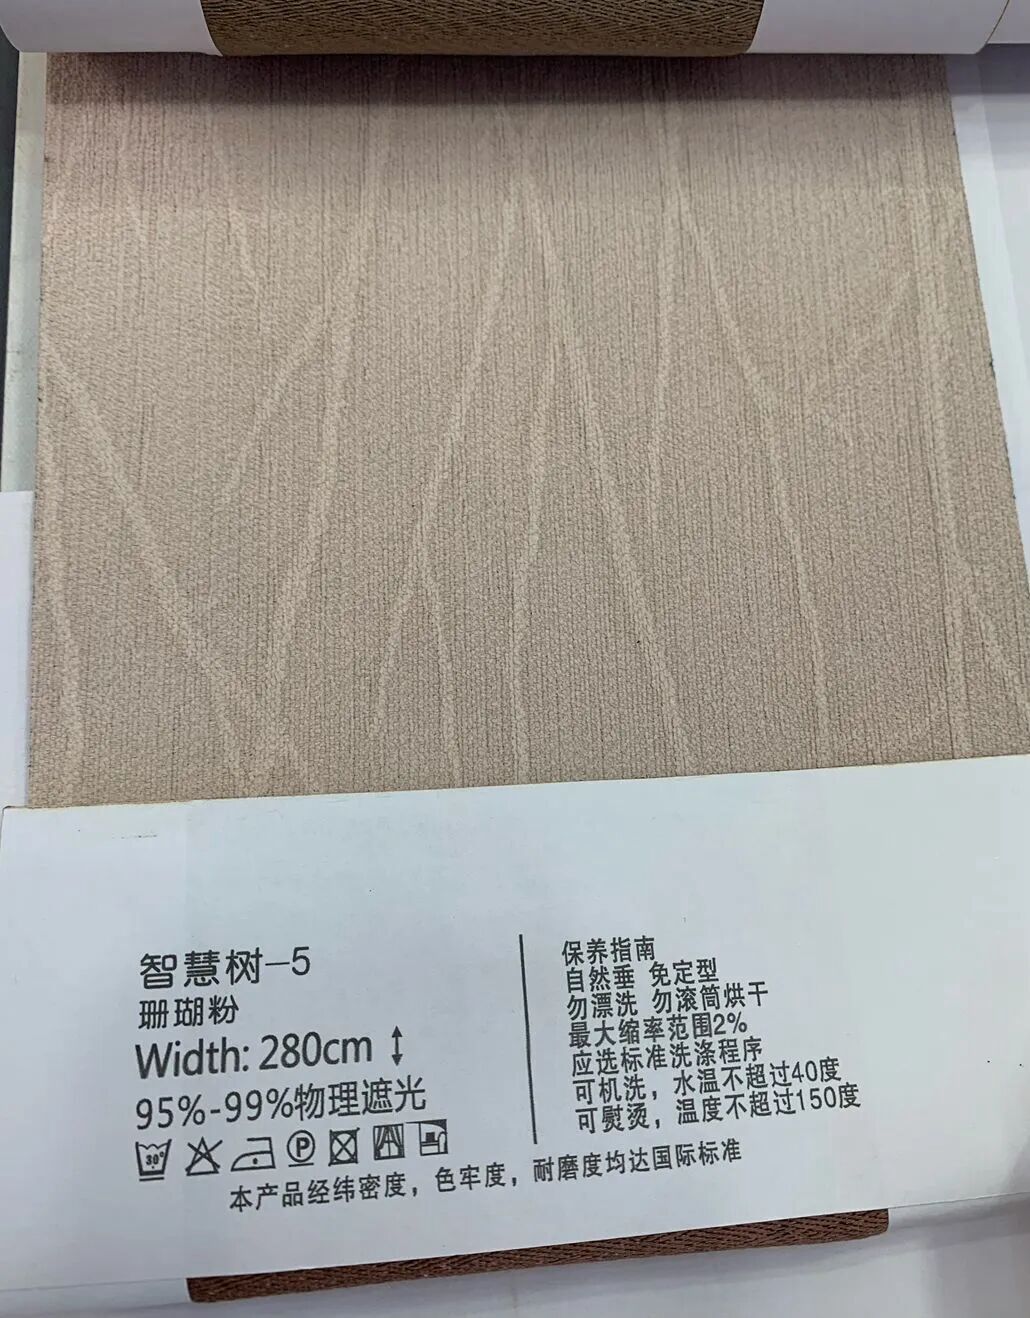 智慧树-5
珊瑚粉
Width: 280cm
95%-99%物理遮光
30°
P
保养指南
自然垂 免定型
勿漂洗 勿滚筒烘干
最大缩率范围2%
应选标准洗涤程序
可机洗，水温不超过40度
可熨烫，温度不超过150度
本产品经纬密度，色牢度，耐磨度均达国际标准